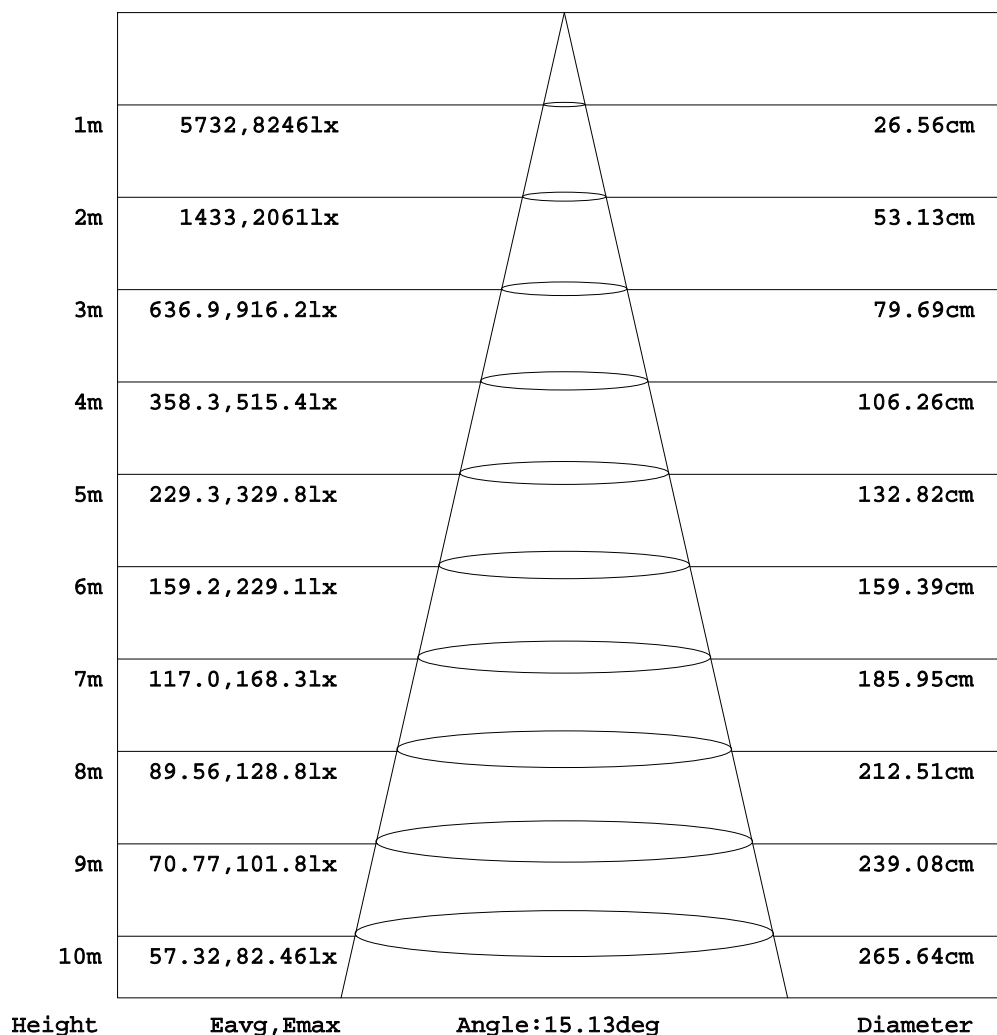 1m 5732,8246lx 26.56cm
2m 1433,2061lx 53.13cm
3m 636.9,916.2lx 79.69cm
4m 358.3,515.4lx 106.26cm
5m 229.3,329.8lx 132.82cm
6m 159.2,229.1lx 159.39cm
7m 117.0,168.3lx 185.95cm
8m 89.56,128.8lx 212.51cm
9m 70.77,101.8lx 239.08cm
10m 57.32,82.46lx 265.64cm
Height Eavg,Emax Angle:15.13deg Diameter